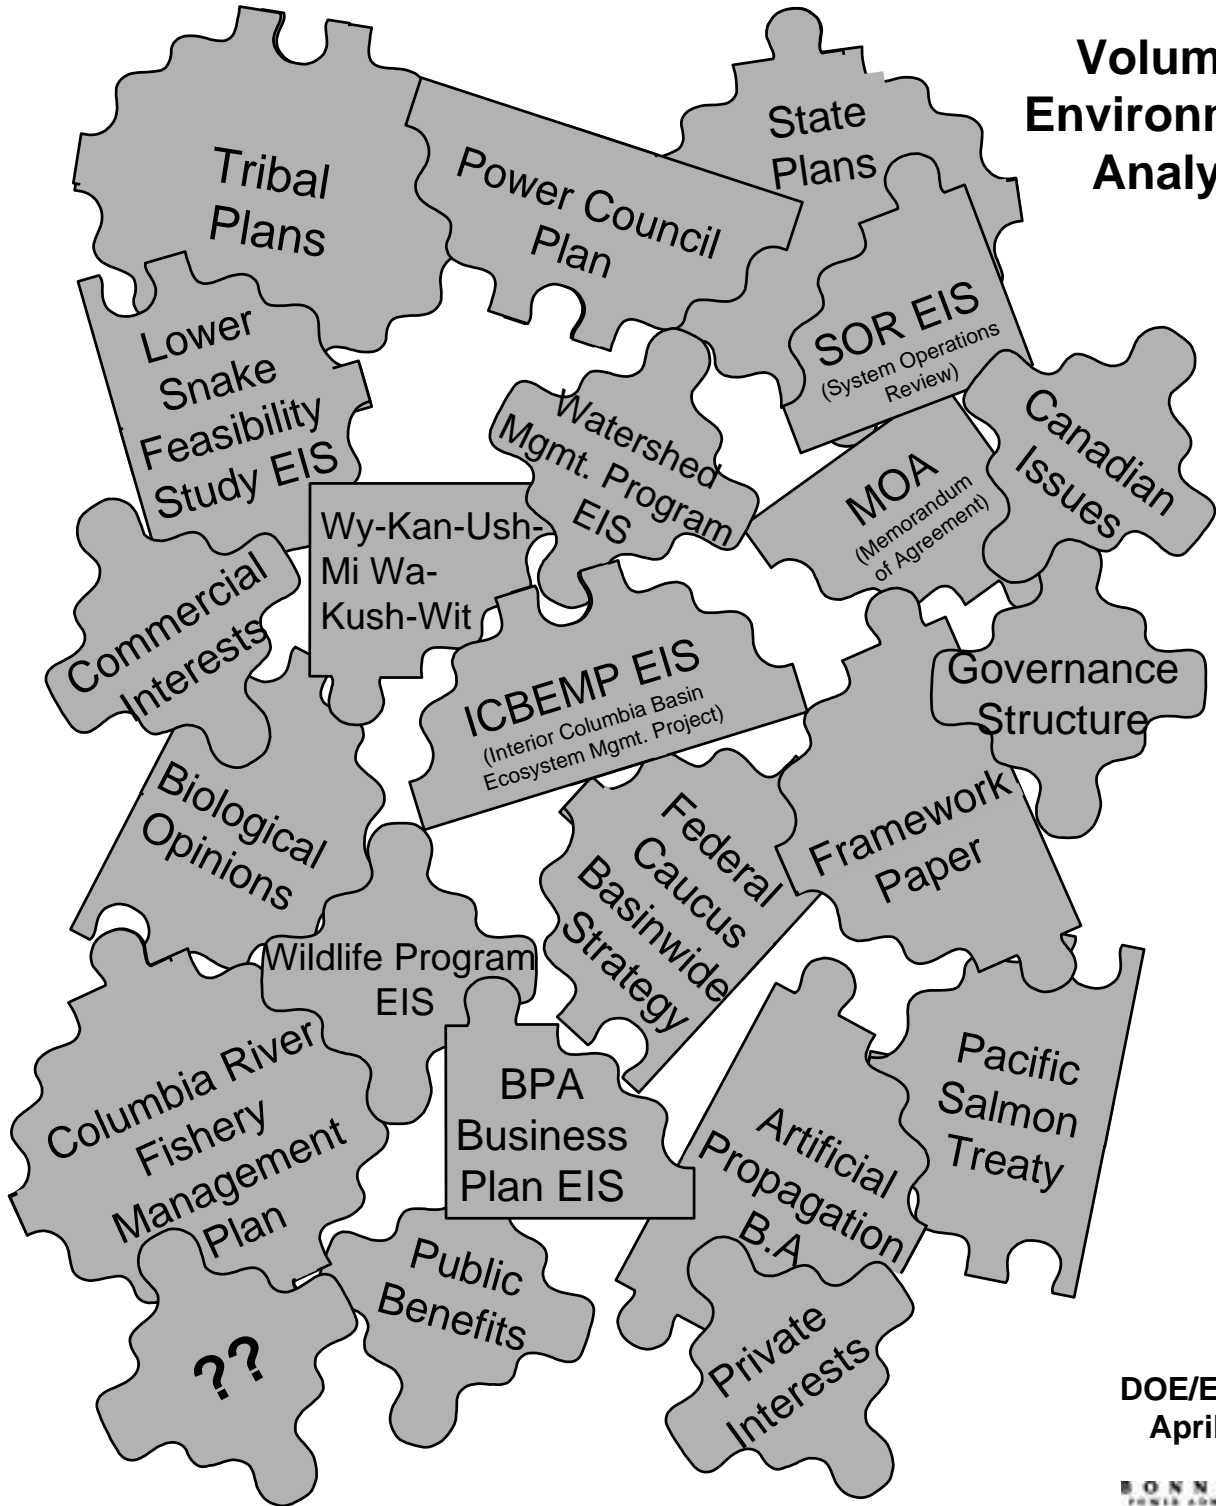 Volum
Environn
Analy
Tribal
Plans
Power Council
Plan
State
Plans
Lower
Snake
Feasibility
Study EIS
SOR EIS
(System Operations
Review)
Watershed
Mgmt. Program
EIS
Canadian
Issues
MOA
(Memorandum
of Agreement)
Wy-Kan-Ush-
Mi Wa-
Kush-Wit
Commercial
Interests
ICBEMP EIS
(Interior Columbia Basin
Ecosystem Mgmt. Project)
Governance
Structure
Biological
Opinions
Federal
Caucus
Basinwide
Strategy
Framework
Paper
Wildlife Program
EIS
Columbia River
Fishery
Management
Plan
BPA
Business
Plan EIS
Artificial
Propagation
B.A
Pacific
Salmon
Treaty
Public
Benefits
??
Private
Interests
DOE/E
April
BONN
POWER AD